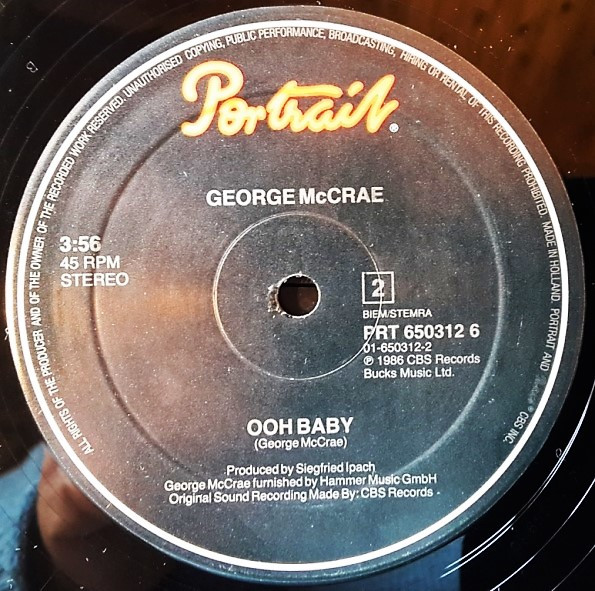 ALL RIGHTS OF THE PRODUCER AND OF THE OWNER OF THE RECORDED WORK RESERVED. UNAUTHORISED COPYING, PUBLIC PERFORMANCE, BROADCASTING, HIRING OR RENTAL OF THIS RECORDING PROHIBITED. MADE IN HOLLAND. PORTRAIT AND ® CBS INC.
Portrait®
GEORGE McCRAE
3:56
45 RPM
STEREO
2
BIEM/STEMRA
PRT 650312 6
01-650312-2
℗ 1986 CBS Records
Bucks Music Ltd.
OOH BABY
(George McCrae)
Produced by Siegfried Ipach
George McCrae furnished by Hammer Music GmbH
Original Sound Recording Made By: CBS Records